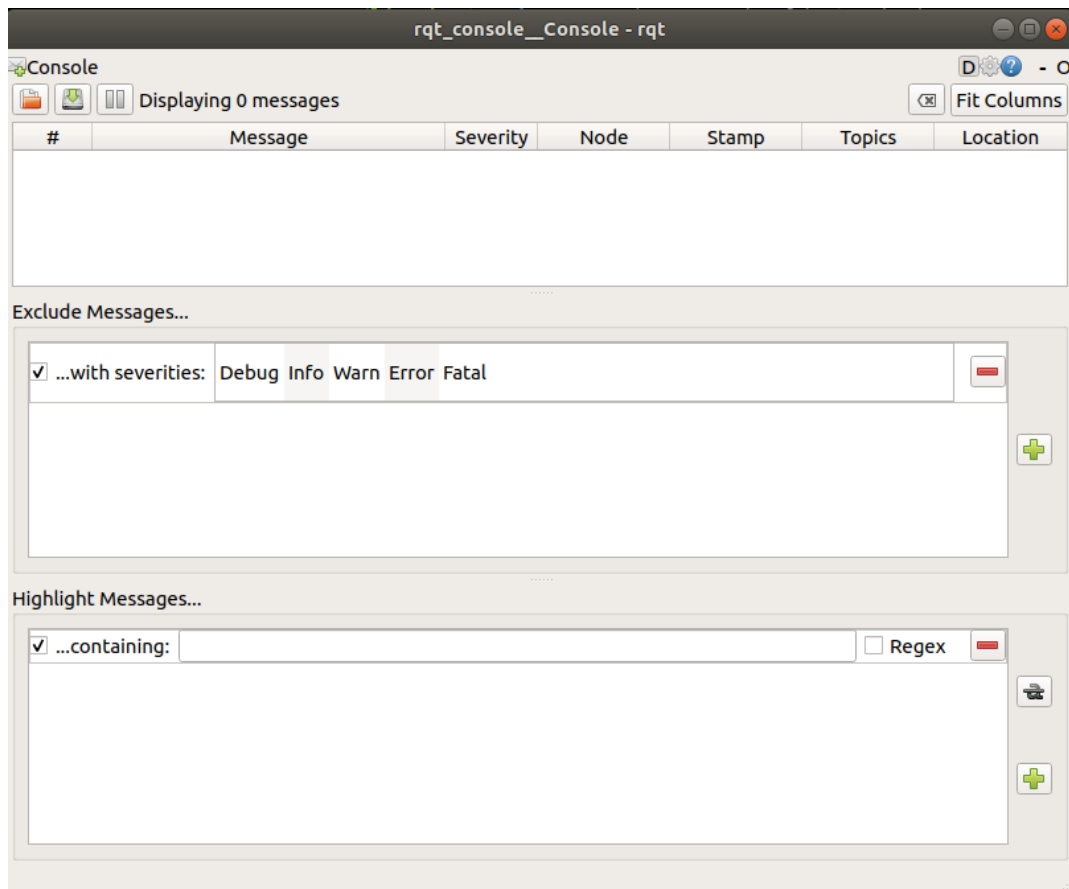 rqt_console__Console - rqt
Console D - O
Displaying 0 messages Fit Columns
# Message Severity Node Stamp Topics Location
Exclude Messages...
...with severities: Debug Info Warn Error Fatal
Highlight Messages...
...containing: Regex